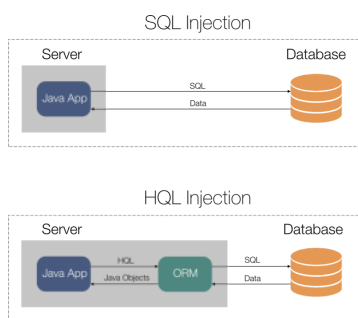 SQL Injection
Server
Database
Java App
SQL
Data
HQL Injection
Server
Database
Java App
HQL
Java Objects
ORM
SQL
Data